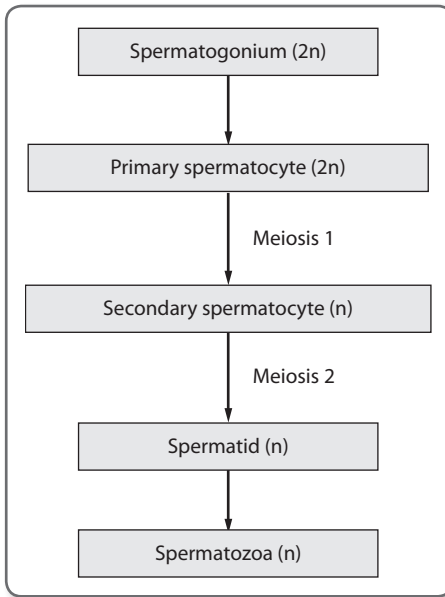 Spermatogonium (2n)
Primary spermatocyte (2n)
Meiosis 1
Secondary spermatocyte (n)
Meiosis 2
Spermatid (n)
Spermatozoa (n)